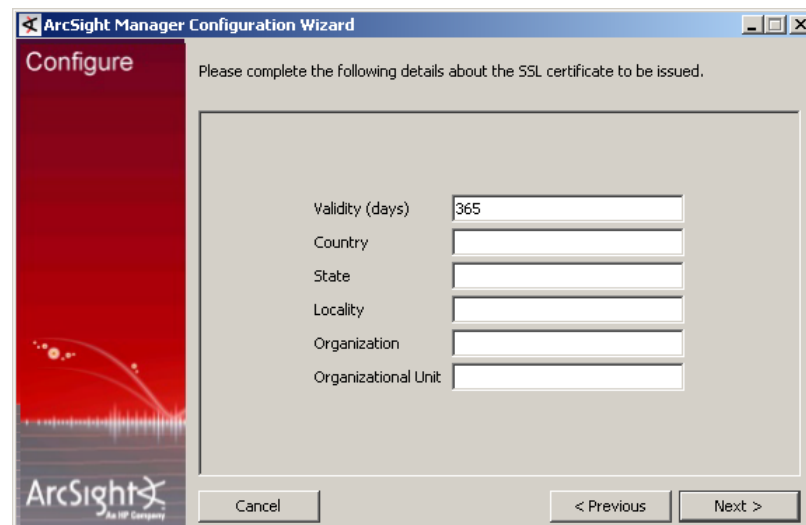 ArcSight Manager Configuration Wizard
Configure
Please complete the following details about the SSL certificate to be issued.
Validity (days) 365
Country
State
Locality
Organization
Organizational Unit
ArcSight
An HP Company
Cancel < Previous Next >